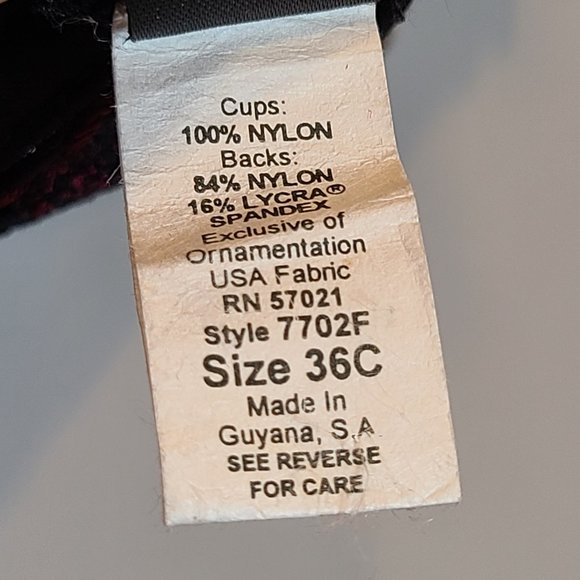 Cups:
100% NYLON
Backs:
84% NYLON
16% LYCRA®
SPANDEX
Exclusive of
Ornamentation
USA Fabric
RN 57021
Style 7702F
Size 36C
Made In
Guyana, S.A
SEE REVERSE
FOR CARE